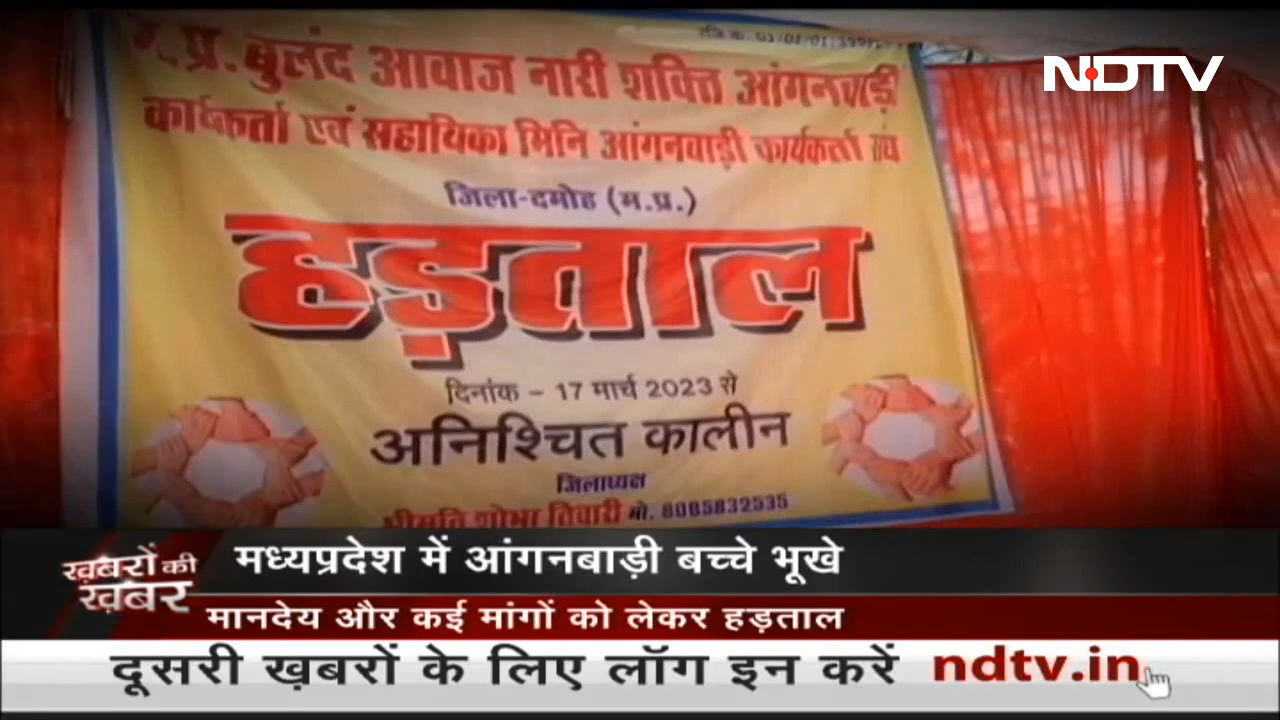 NDTV
म.प्र. बुलंद आवाज नारी शक्ति आंगनवाड़ी
कार्यकर्ता एवं सहायिका मिनि आंगनवाड़ी कार्यकर्ता संघ
जिला-दमोह (म.प्र.)
हड़ताल
दिनांक - 17 मार्च 2023 से
अनिश्चित कालीन
जिलाध्यक्ष
श्रीमति शोभा तिवारी मो. 8085832535
ख़बरों की
ख़बर
मध्यप्रदेश में आंगनबाड़ी बच्चे भूखे
मानदेय और कई मांगों को लेकर हड़ताल
दूसरी ख़बरों के लिए लॉग इन करें ndtv.in